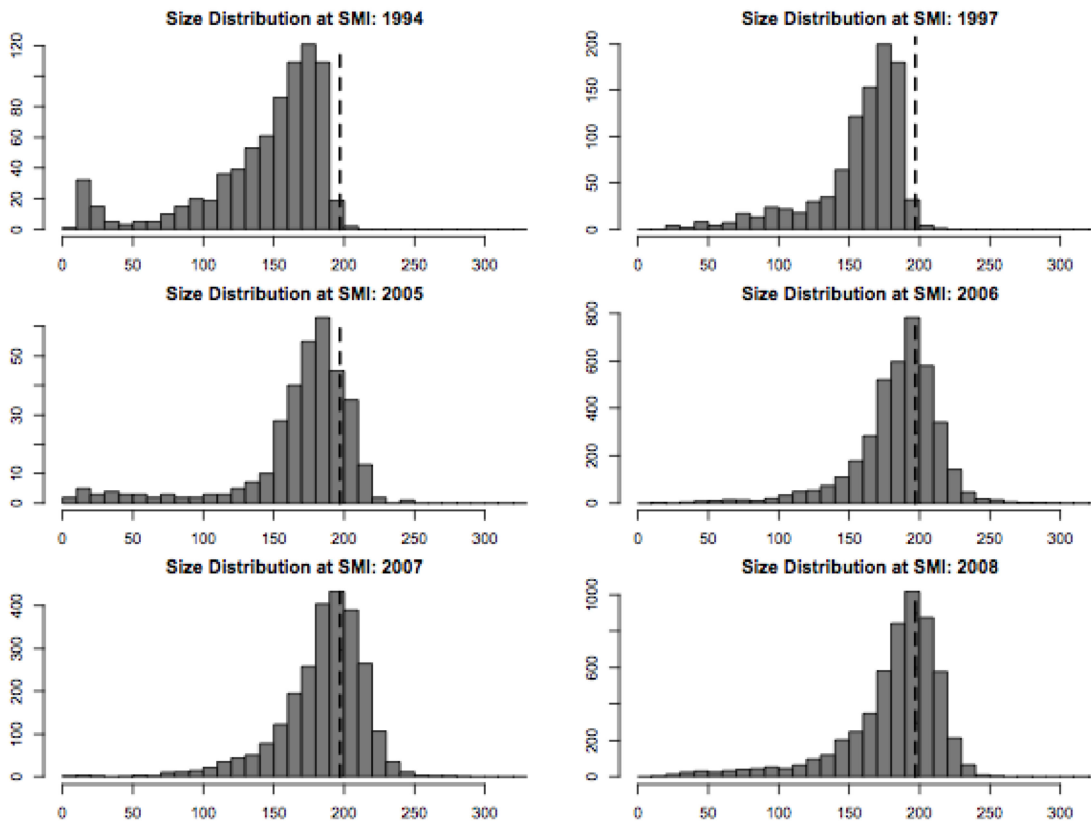 Size Distribution at SMI: 1994
0 20 40 60 80 120
0 50 100 150 200 250 300
Size Distribution at SMI: 1997
0 50 100 150 200
0 50 100 150 200 250 300
Size Distribution at SMI: 2005
0 10 30 50
0 50 100 150 200 250 300
Size Distribution at SMI: 2006
0 200 400 600 800
0 50 100 150 200 250 300
Size Distribution at SMI: 2007
0 100 200 300 400
0 50 100 150 200 250 300
Size Distribution at SMI: 2008
0 200 600 1000
0 50 100 150 200 250 300